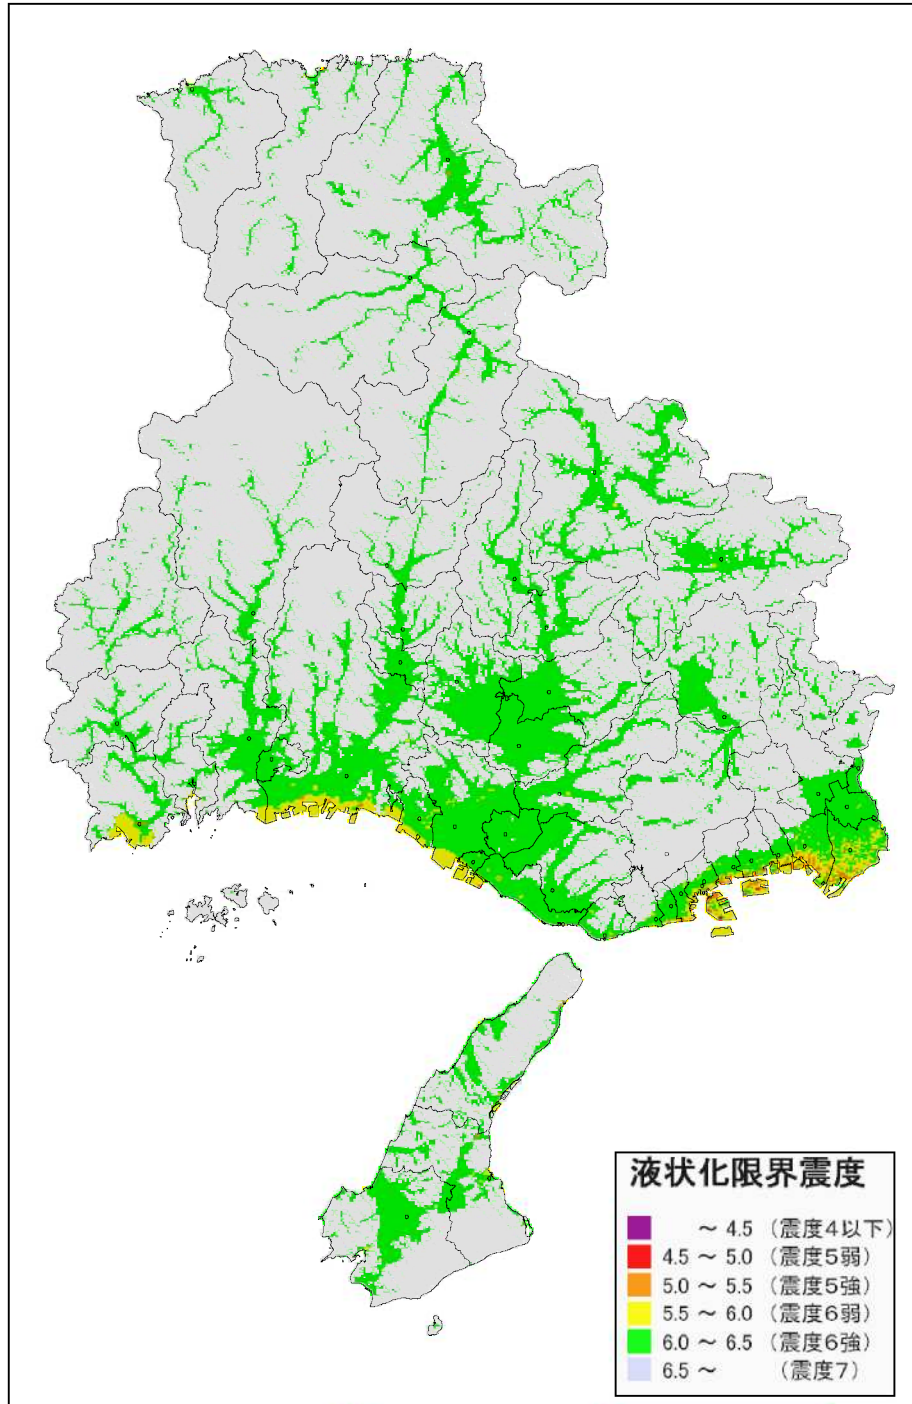 液状化限界震度
～ 4.5 （震度4以下）
4.5 ～ 5.0 （震度5弱）
5.0 ～ 5.5 （震度5強）
5.5 ～ 6.0 （震度6弱）
6.0 ～ 6.5 （震度6強）
6.5 ～ （震度7）